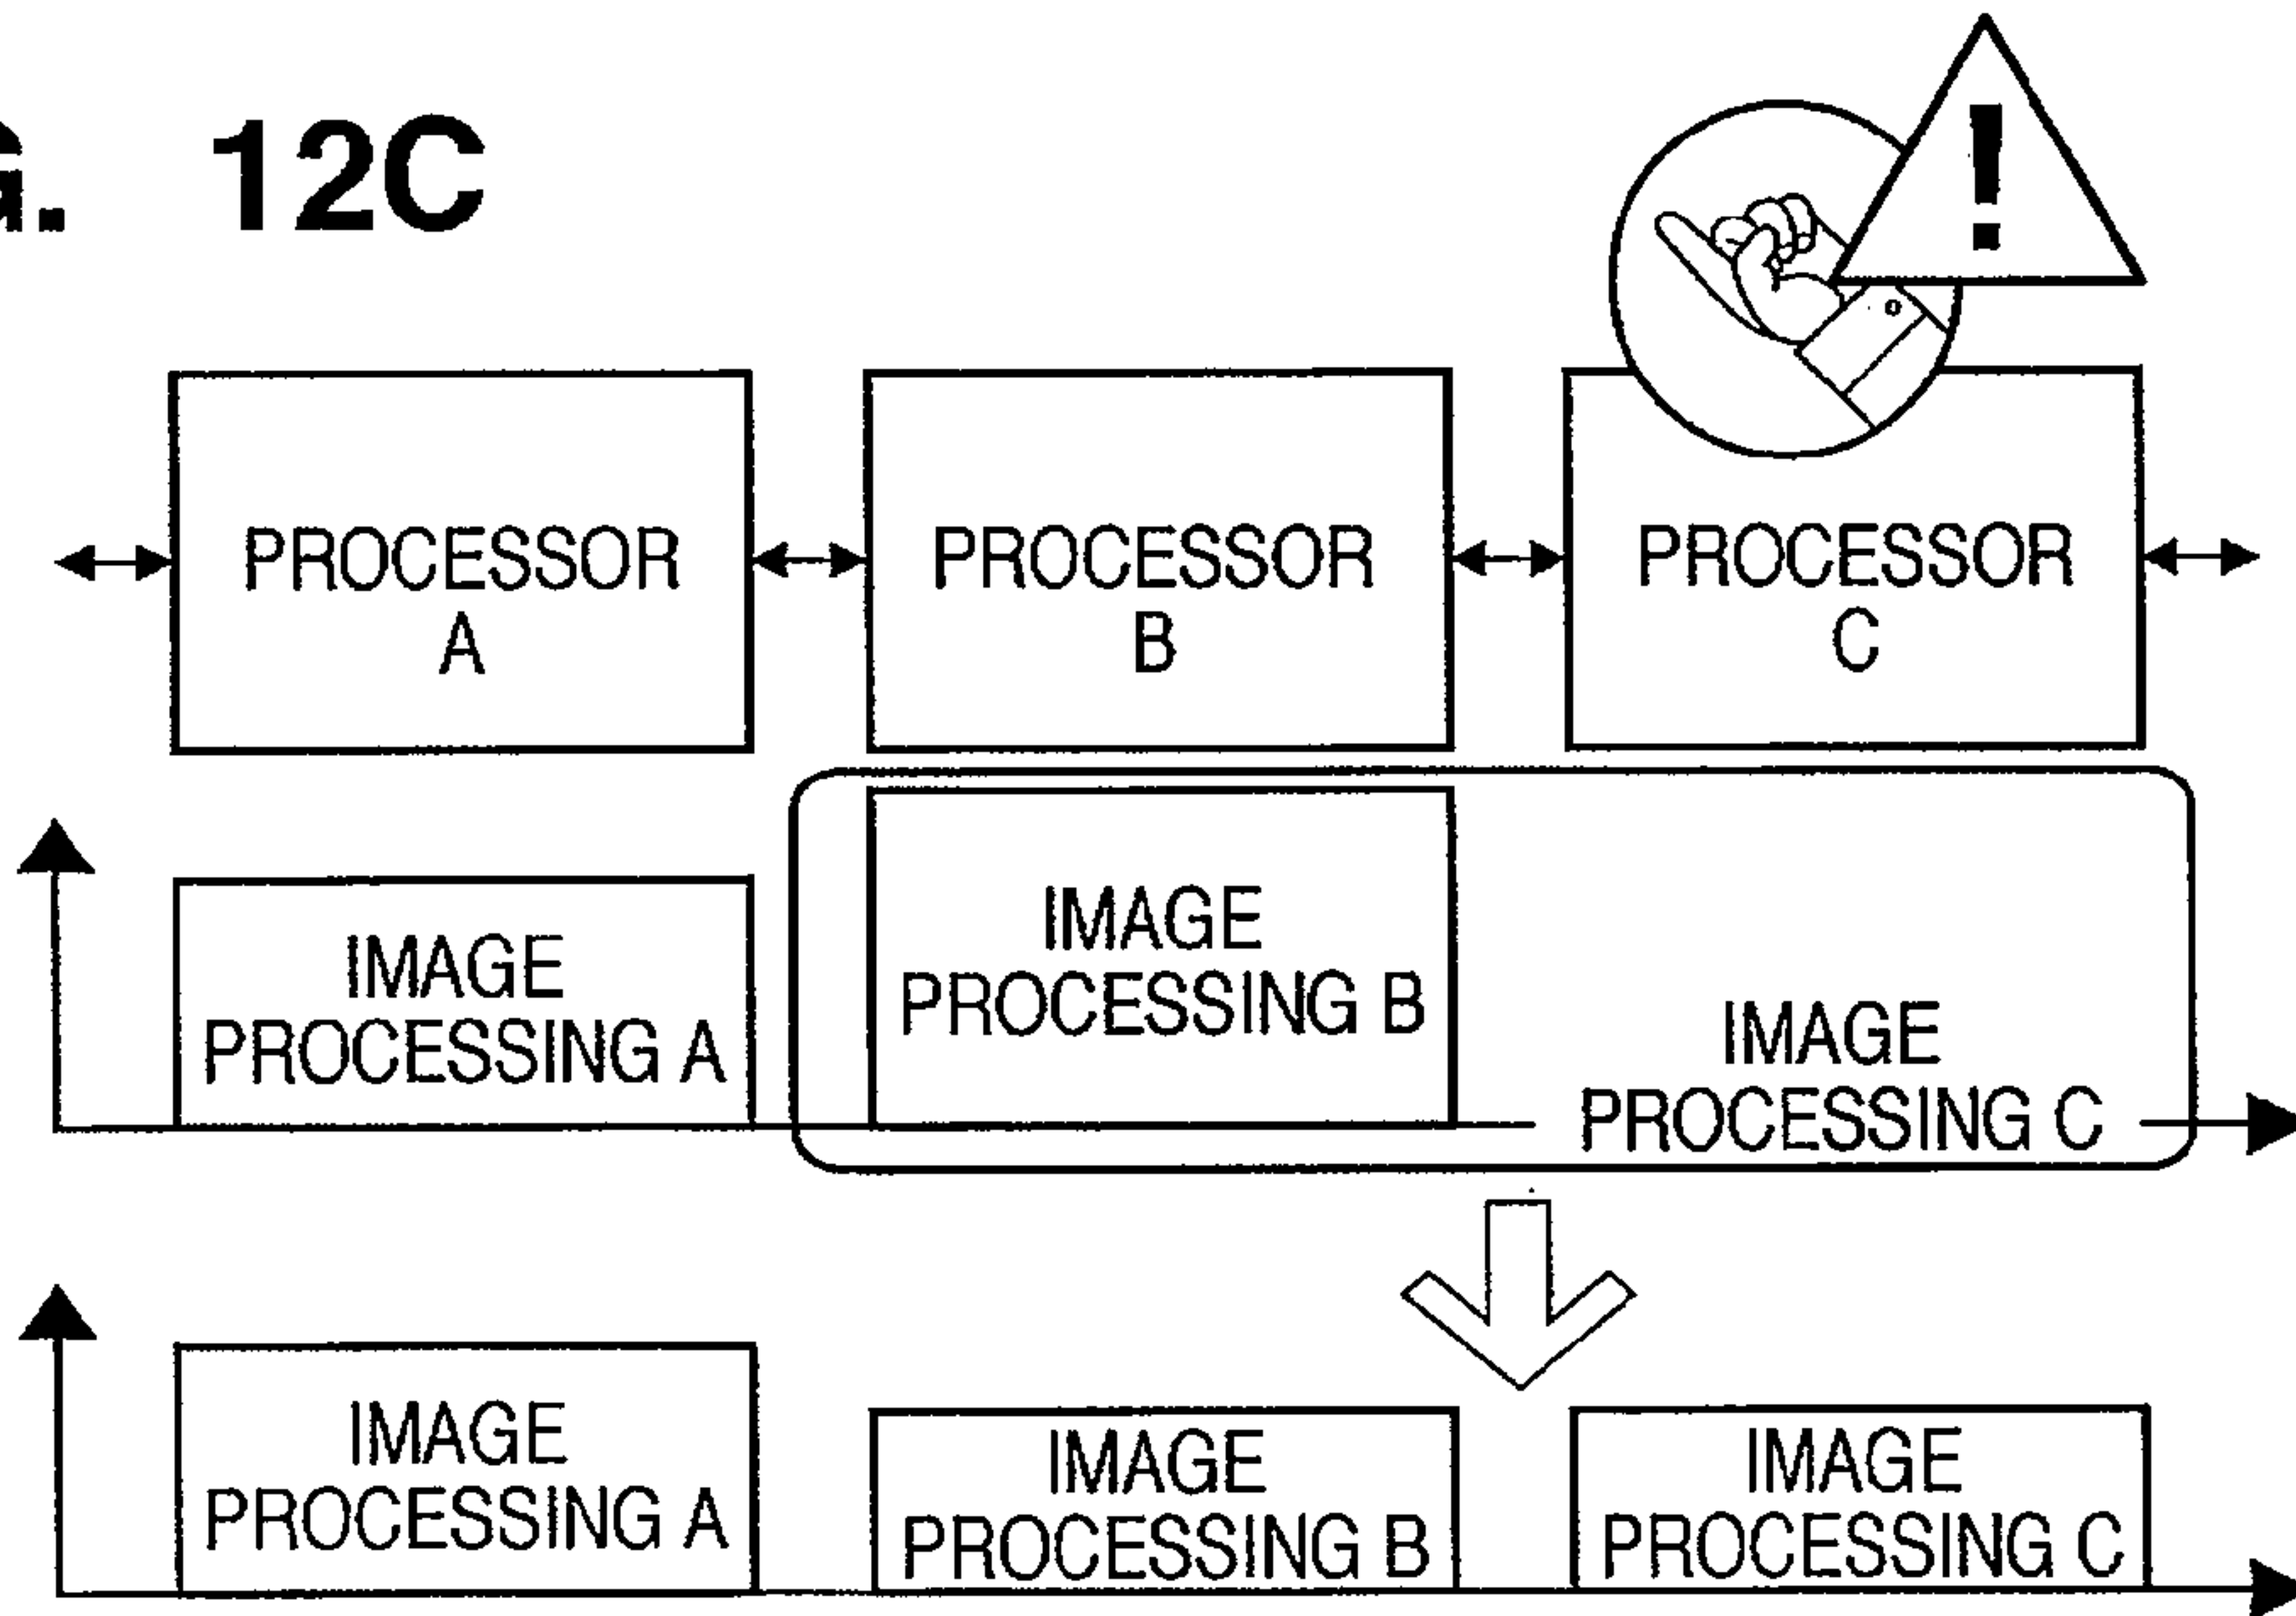 G. 12C
!
PROCESSOR
A
PROCESSOR
B
PROCESSOR
C
IMAGE
PROCESSING A
IMAGE
PROCESSING B
IMAGE
PROCESSING C
IMAGE
PROCESSING A
IMAGE
PROCESSING B
IMAGE
PROCESSING C